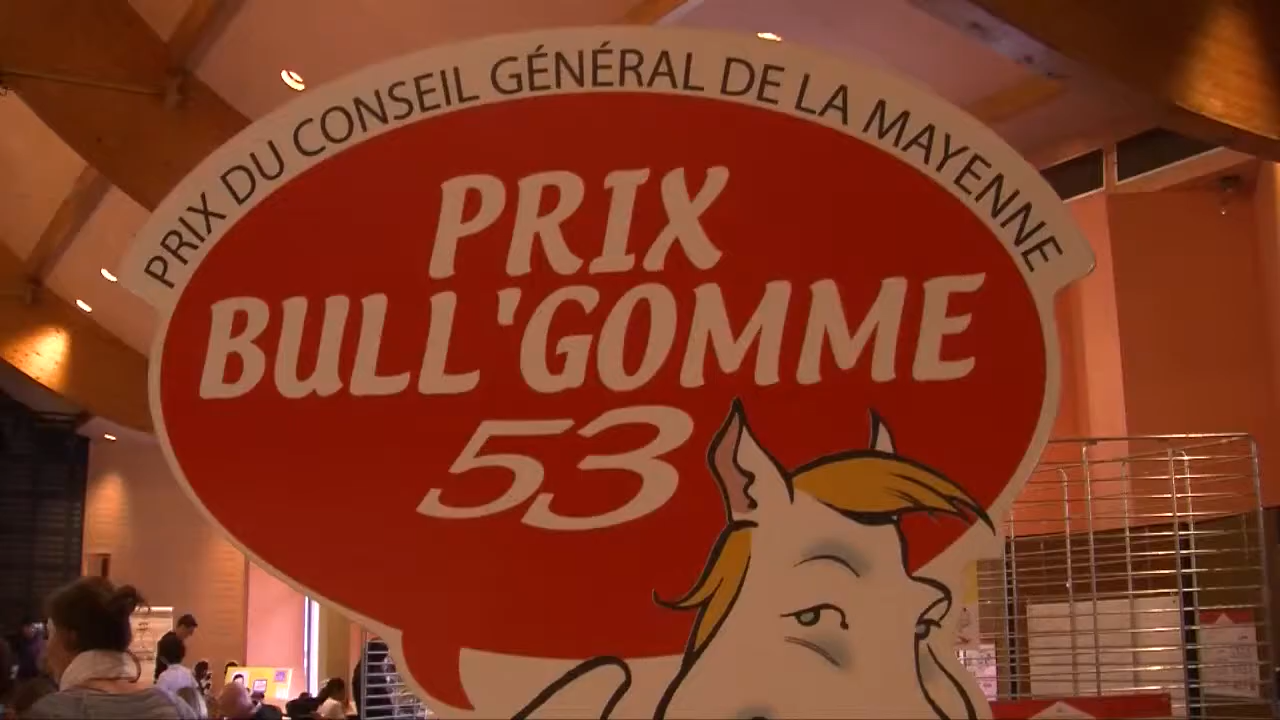 PRIX DU CONSEIL GÉNÉRAL DE LA MAYENNE
PRIX
BULL'GOMME
53